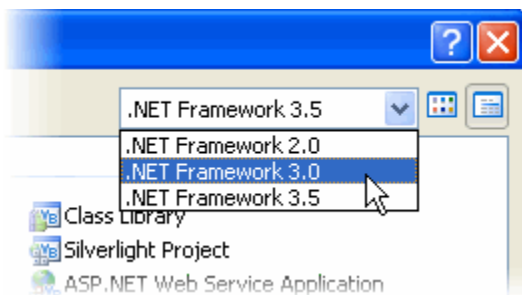 .NET Framework 3.5
.NET Framework 2.0
.NET Framework 3.0
.NET Framework 3.5
Class Library
Silverlight Project
ASP.NET Web Service Application